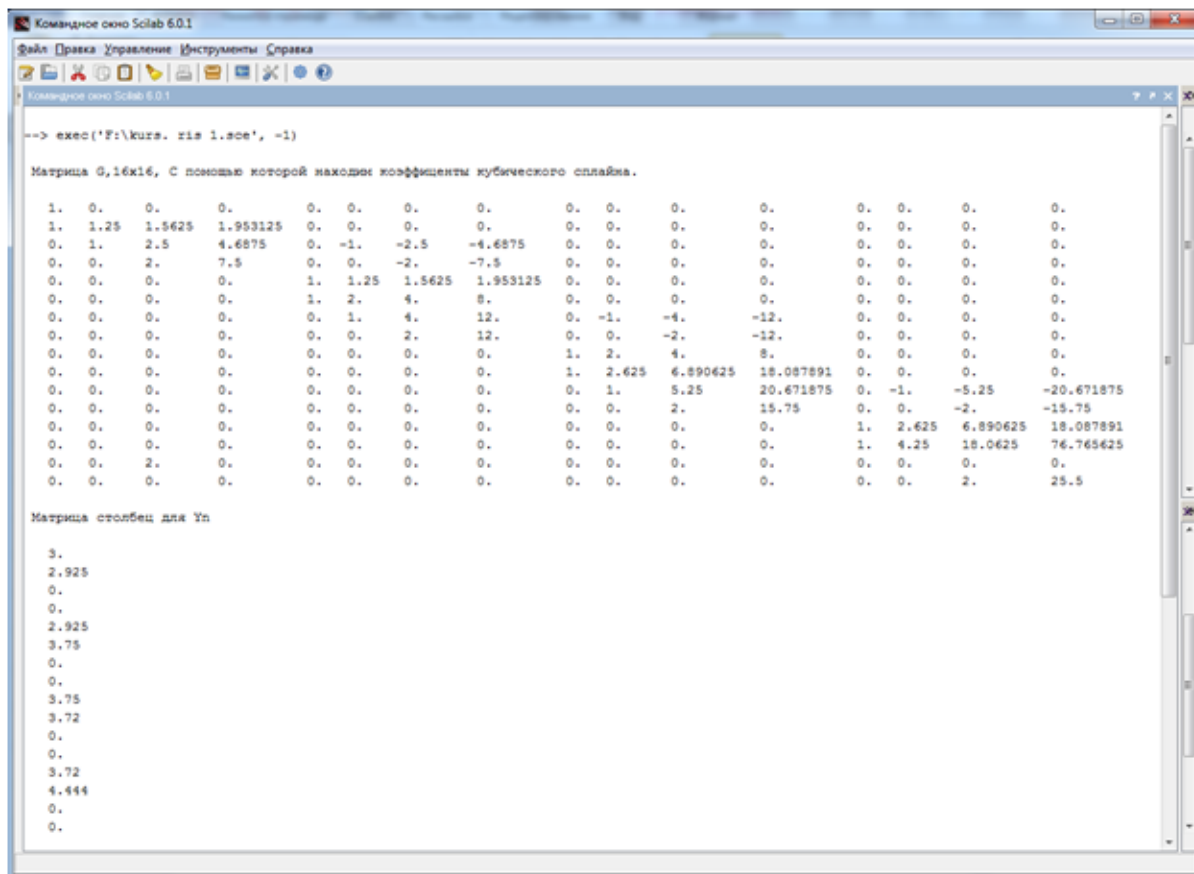 Командное окно Scilab 6.0.1
Файл Правка Управление Инструменты Справка
Командное окно Scilab 6.0.1
--> exec('F:\kurs. ris 1.sce', -1)
Матрица G,16x16, С помощью которой находим коэффиценты кубического сплайна.
1. 0. 0. 0. 0. 0. 0. 0. 0. 0. 0. 0. 0. 0. 0. 0.
1. 1.25 1.5625 1.953125 0. 0. 0. 0. 0. 0. 0. 0. 0. 0. 0. 0.
0. 1. 2.5 4.6875 0. -1. -2.5 -4.6875 0. 0. 0. 0. 0. 0. 0. 0.
0. 0. 2. 7.5 0. 0. -2. -7.5 0. 0. 0. 0. 0. 0. 0. 0.
0. 0. 0. 0. 1. 1.25 1.5625 1.953125 0. 0. 0. 0. 0. 0. 0. 0.
0. 0. 0. 0. 1. 2. 4. 8. 0. 0. 0. 0. 0. 0. 0. 0.
0. 0. 0. 0. 0. 1. 4. 12. 0. -1. -4. -12. 0. 0. 0. 0.
0. 0. 0. 0. 0. 0. 2. 12. 0. 0. -2. -12. 0. 0. 0. 0.
0. 0. 0. 0. 0. 0. 0. 0. 1. 2. 4. 8. 0. 0. 0. 0.
0. 0. 0. 0. 0. 0. 0. 0. 1. 2.625 6.890625 18.087891 0. 0. 0. 0.
0. 0. 0. 0. 0. 0. 0. 0. 0. 1. 5.25 20.671875 0. -1. -5.25 -20.671875
0. 0. 0. 0. 0. 0. 0. 0. 0. 0. 2. 15.75 0. 0. -2. -15.75
0. 0. 0. 0. 0. 0. 0. 0. 0. 0. 0. 0. 1. 2.625 6.890625 18.087891
0. 0. 0. 0. 0. 0. 0. 0. 0. 0. 0. 0. 1. 4.25 18.0625 76.765625
0. 0. 2. 0. 0. 0. 0. 0. 0. 0. 0. 0. 0. 0. 0. 0.
0. 0. 0. 0. 0. 0. 0. 0. 0. 0. 0. 0. 0. 0. 2. 25.5
Матрица столбец для Yn
3.
2.925
0.
0.
2.925
3.75
0.
0.
3.75
3.72
0.
0.
3.72
4.444
0.
0.